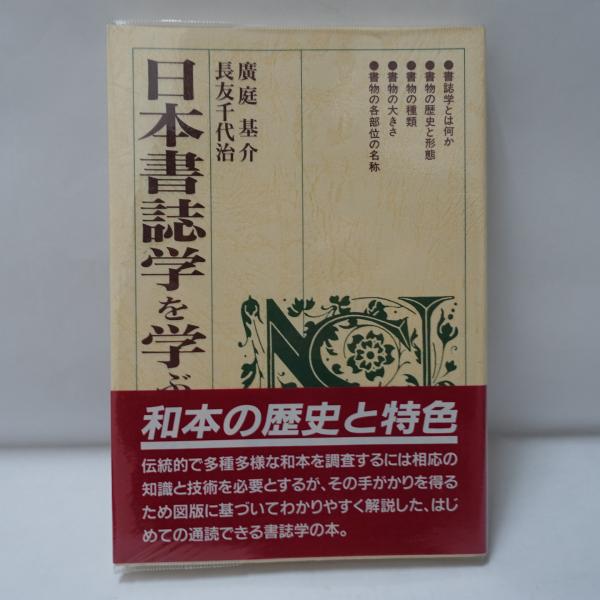 ●書誌学とは何か
●書物の歴史と形態
●書物の種類
●書物の大きさ
●書物の各部位の名称
廣庭 基介
長友千代治
日本書誌学を学ぶ
和本の歴史と特色
伝統的で多種多様な和本を調査するには相応の
知識と技術を必要とするが、その手がかりを得る
ため図版に基づいてわかりやすく解説した、はじ
めての通読できる書誌学の本。